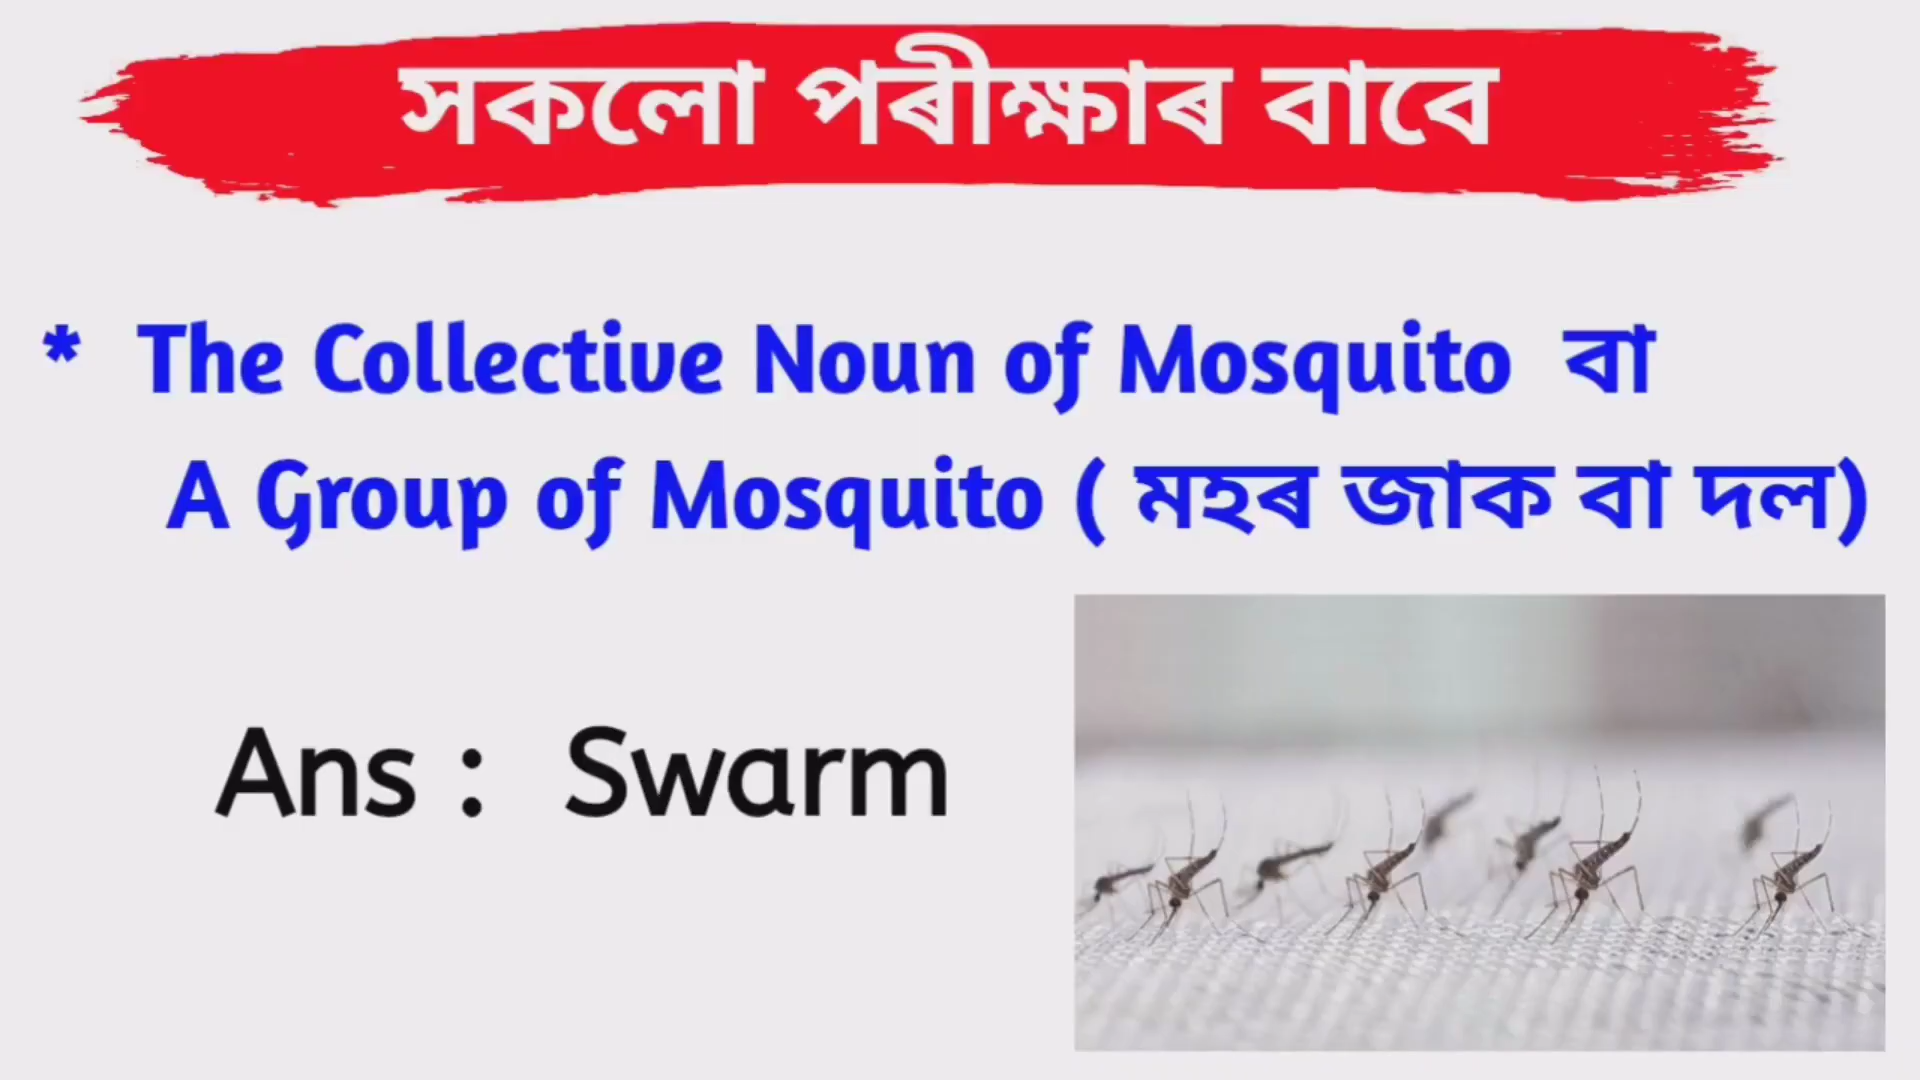 সকলো পৰীক্ষাৰ বাবে
* The Collective Noun of Mosquito বা
A Group of Mosquito ( মহৰ জাক বা দল)
Ans : Swarm